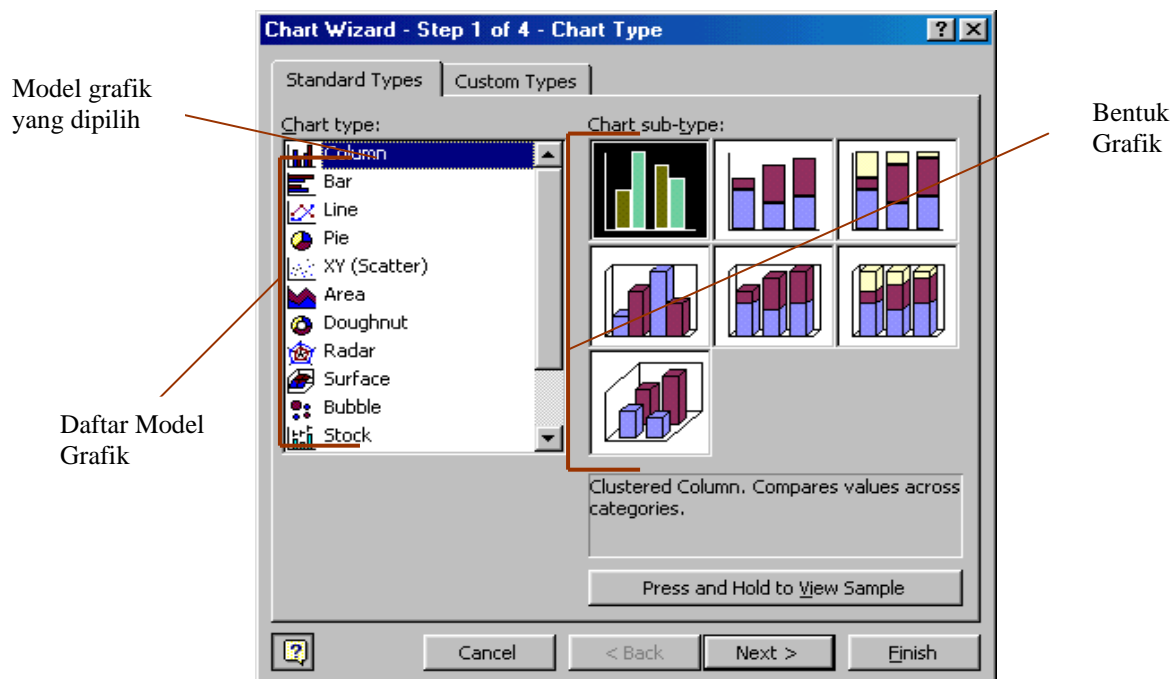 Chart Wizard - Step 1 of 4 - Chart Type
Standard Types
Custom Types
Model grafik
yang dipilih
Chart type:
Column
Bar
Line
Pie
XY (Scatter)
Area
Doughnut
Radar
Surface
Bubble
Stock
Daftar Model
Grafik
Chart sub-type:
Bentuk
Grafik
Clustered Column. Compares values across
categories.
Press and Hold to View Sample
?
Cancel
< Back
Next >
Finish